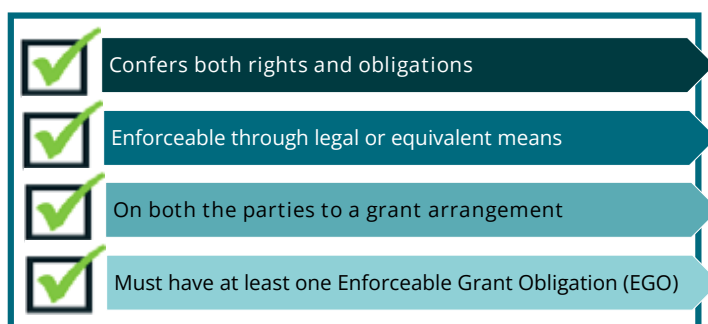 Confers both rights and obligations
Enforceable through legal or equivalent means
On both the parties to a grant arrangement
Must have at least one Enforceable Grant Obligation (EGO)